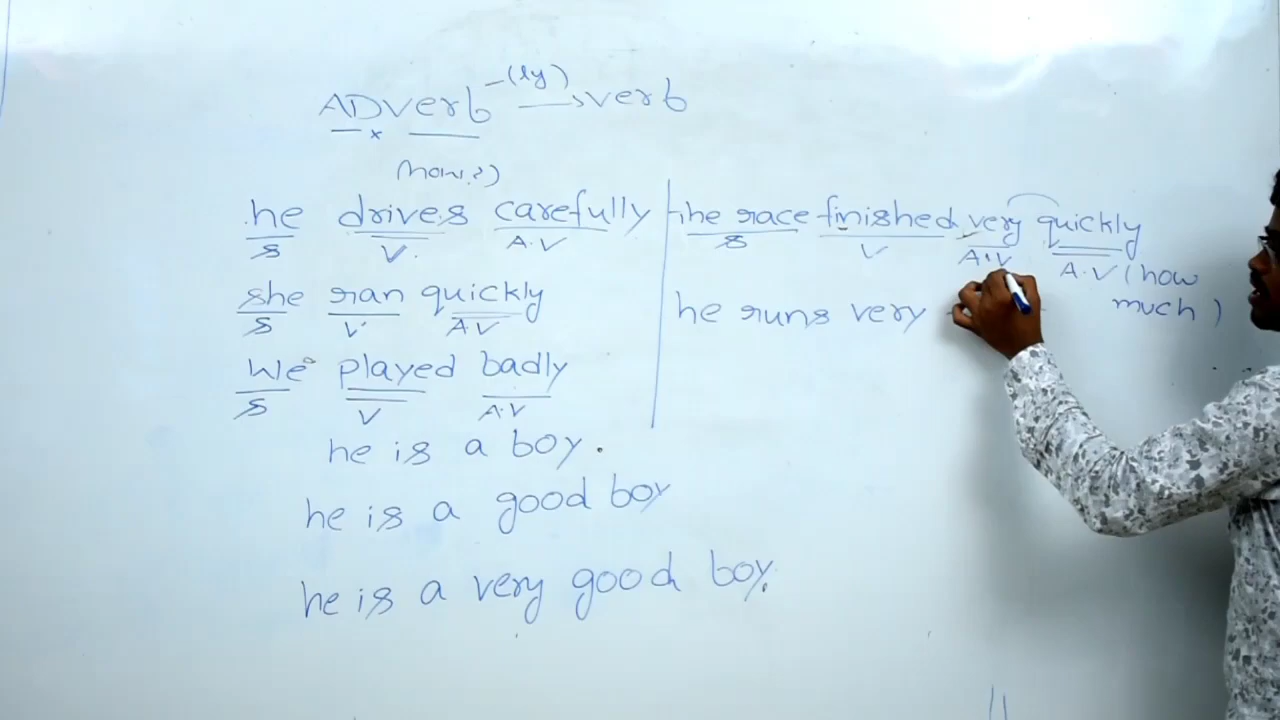 ADverb -(ly) → verb
(how?)
he drives carefully
S V A.V
she ran quickly
S V A.V
We played badly
S V A.V
he is a boy.
he is a good boy
he is a very good boy.
the race finished very quickly
S V A.V A.V (how much)
he runs very